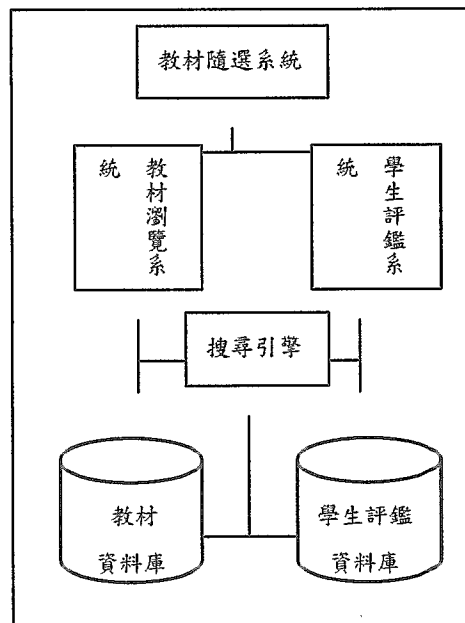 教材隨選系統
教材瀏覽系
統
學生評鑑系
統
搜尋引擎
教材
資料庫
學生評鑑
資料庫